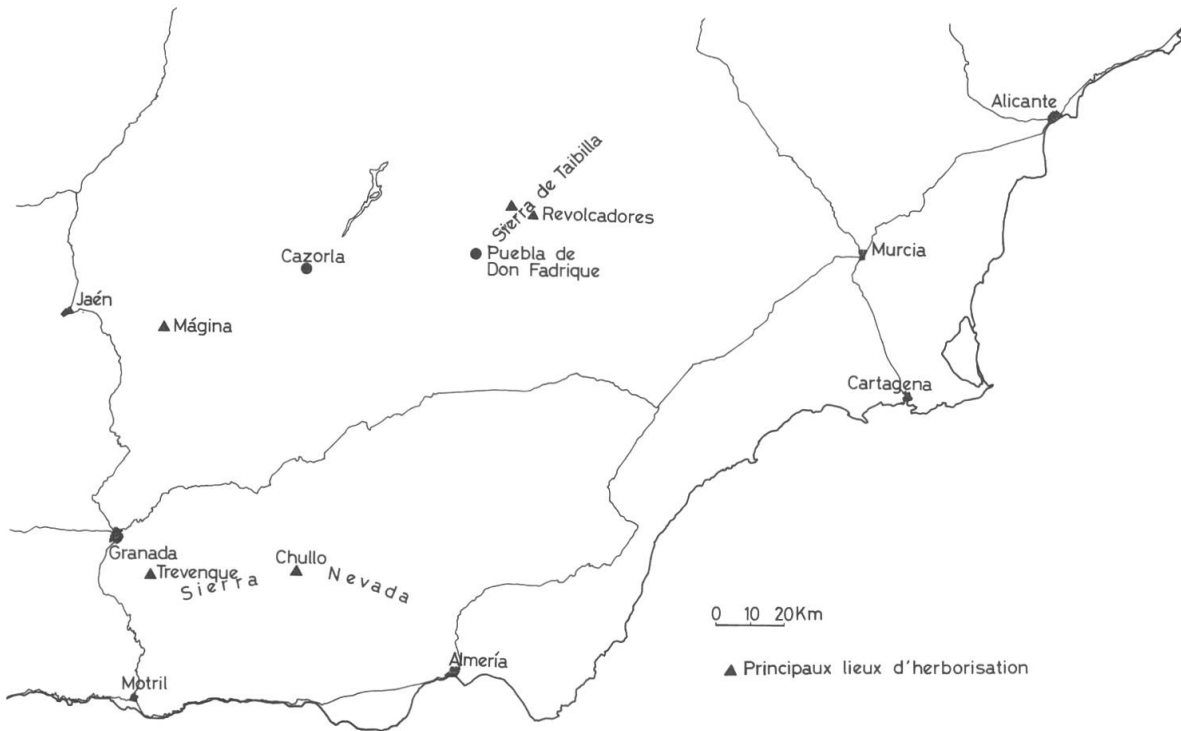 Alicante
Sierra de Taibilla
Revolcadores
Cazorla
Puebla de
Don Fadrique
Murcia
Jaén
Mágina
Cartagena
Granada
Chullo
Trevenque
Sierra Nevada
0 10 20Km
Almería
▲ Principaux lieux d'herborisation
Motril